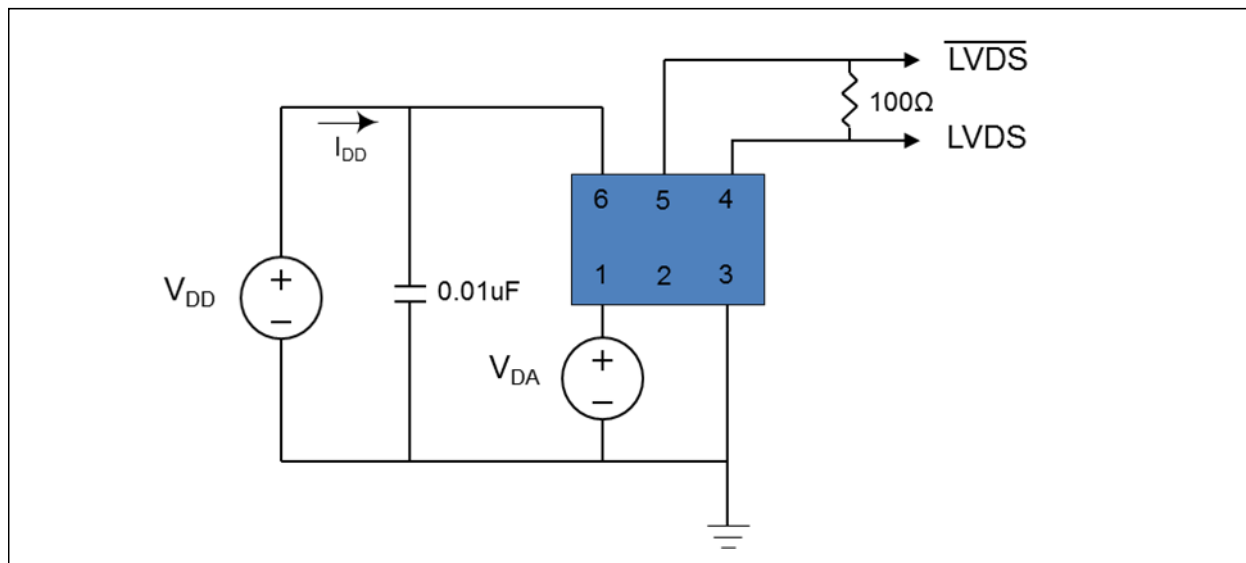 LVDS
100Ω
LVDS
I_DD
6 5 4
1 2 3
V_DD
0.01uF
V_DA
+
−
+
−